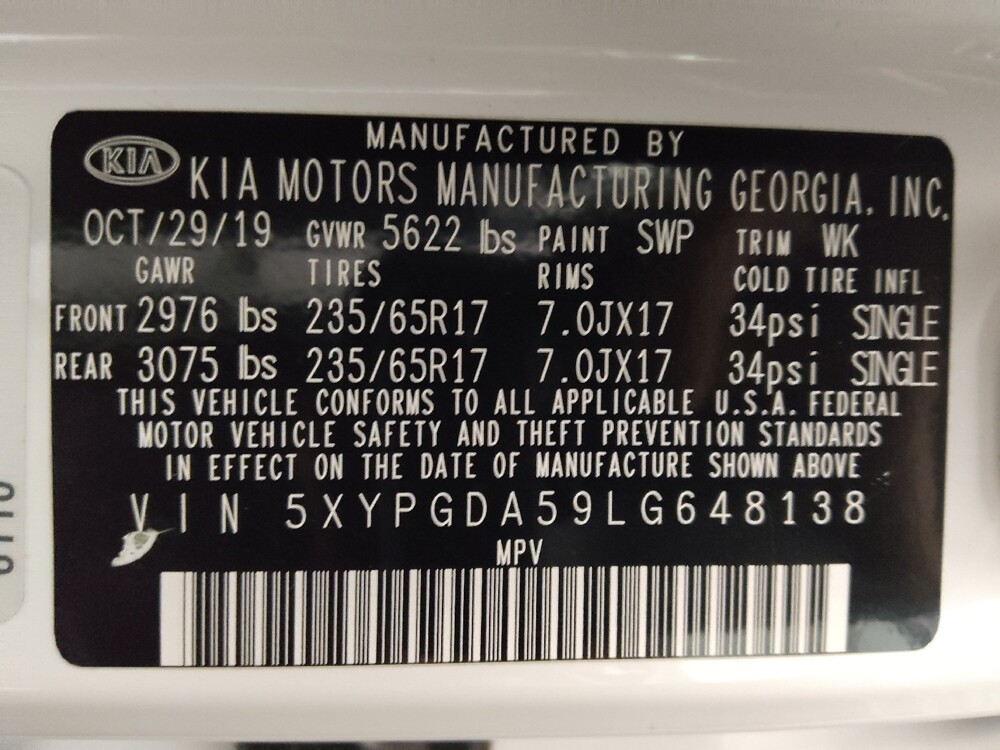 MANUFACTURED BY
KIA KIA MOTORS MANUFACTURING GEORGIA, INC.
OCT/29/19 GVWR 5622 lbs PAINT SWP TRIM WK
GAWR TIRES RIMS COLD TIRE INFL
FRONT 2976 lbs 235/65R17 7.0JX17 34psi SINGLE
REAR 3075 lbs 235/65R17 7.0JX17 34psi SINGLE
THIS VEHICLE CONFORMS TO ALL APPLICABLE U.S.A. FEDERAL
MOTOR VEHICLE SAFETY AND THEFT PREVENTION STANDARDS
IN EFFECT ON THE DATE OF MANUFACTURE SHOWN ABOVE
VIN 5XYPGDA59LG648138
MPV